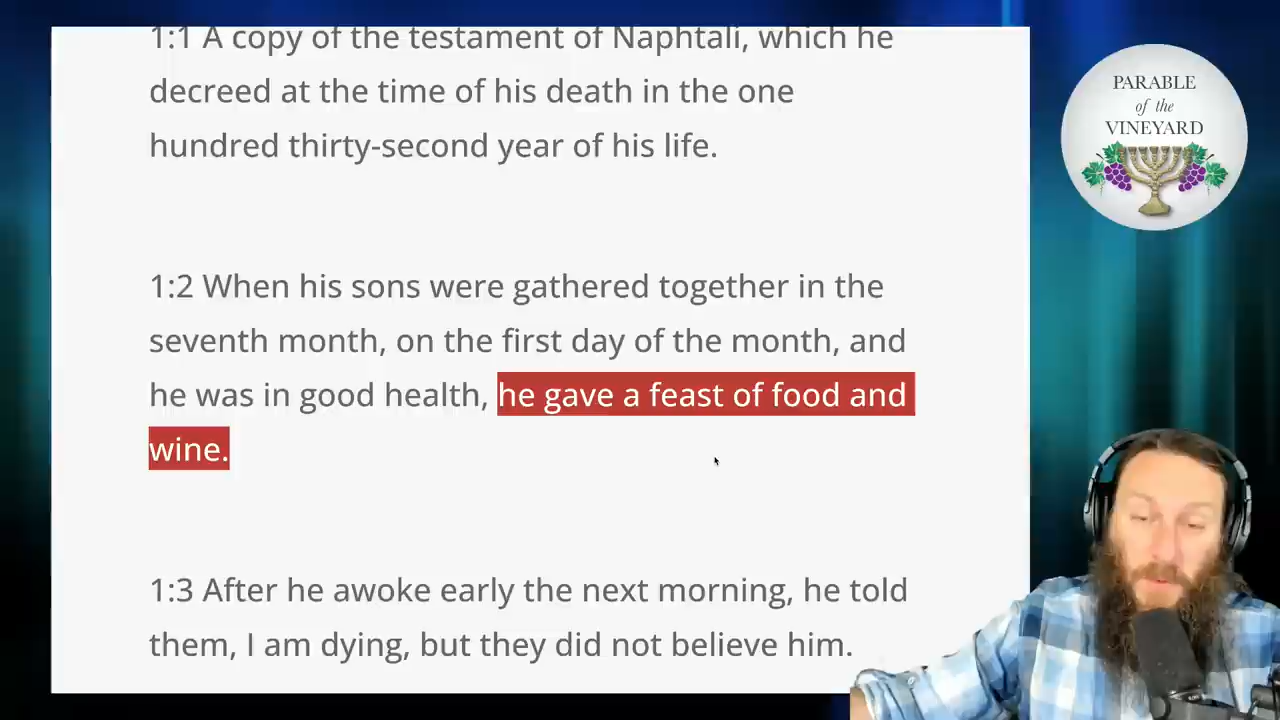 1:1 A copy of the testament of Naphtali, which he
decreed at the time of his death in the one
hundred thirty-second year of his life.
1:2 When his sons were gathered together in the
seventh month, on the first day of the month, and
he was in good health, he gave a feast of food and
wine.
1:3 After he awoke early the next morning, he told
them, I am dying, but they did not believe him.
PARABLE
of the
VINEYARD